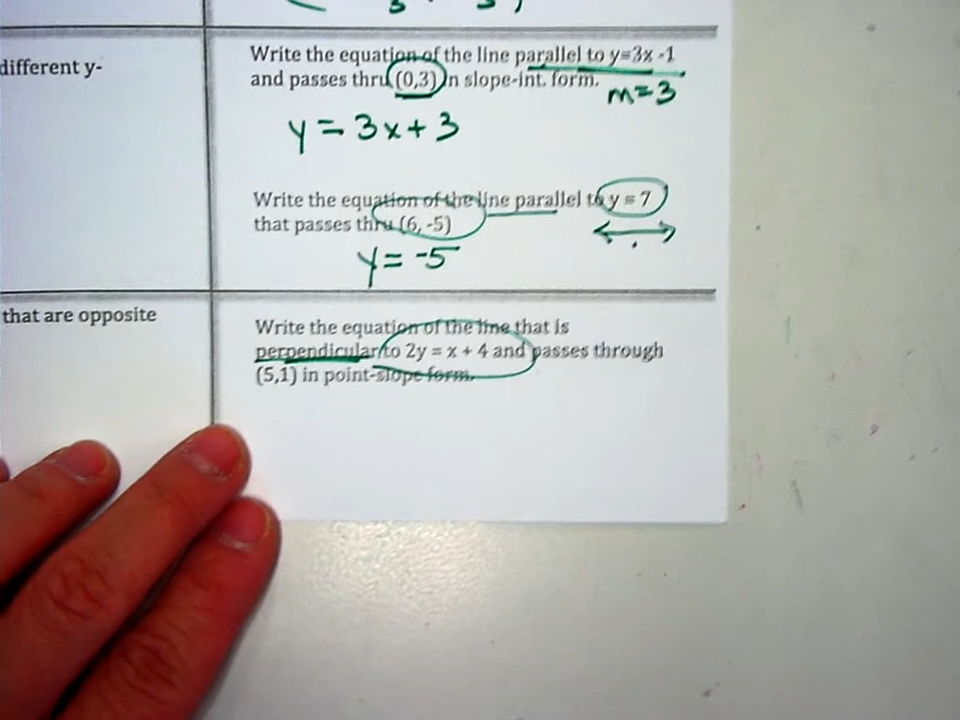 different y-
Write the equation of the line parallel to y=3x -1
and passes thru (0,3) in slope-int. form.
m=3
y = 3x + 3
Write the equation of the line parallel to y = 7
that passes thru (6, -5)
y = -5
that are opposite
Write the equation of the line that is
perpendicular to 2y = x + 4 and passes through
(5,1) in point-slope form.